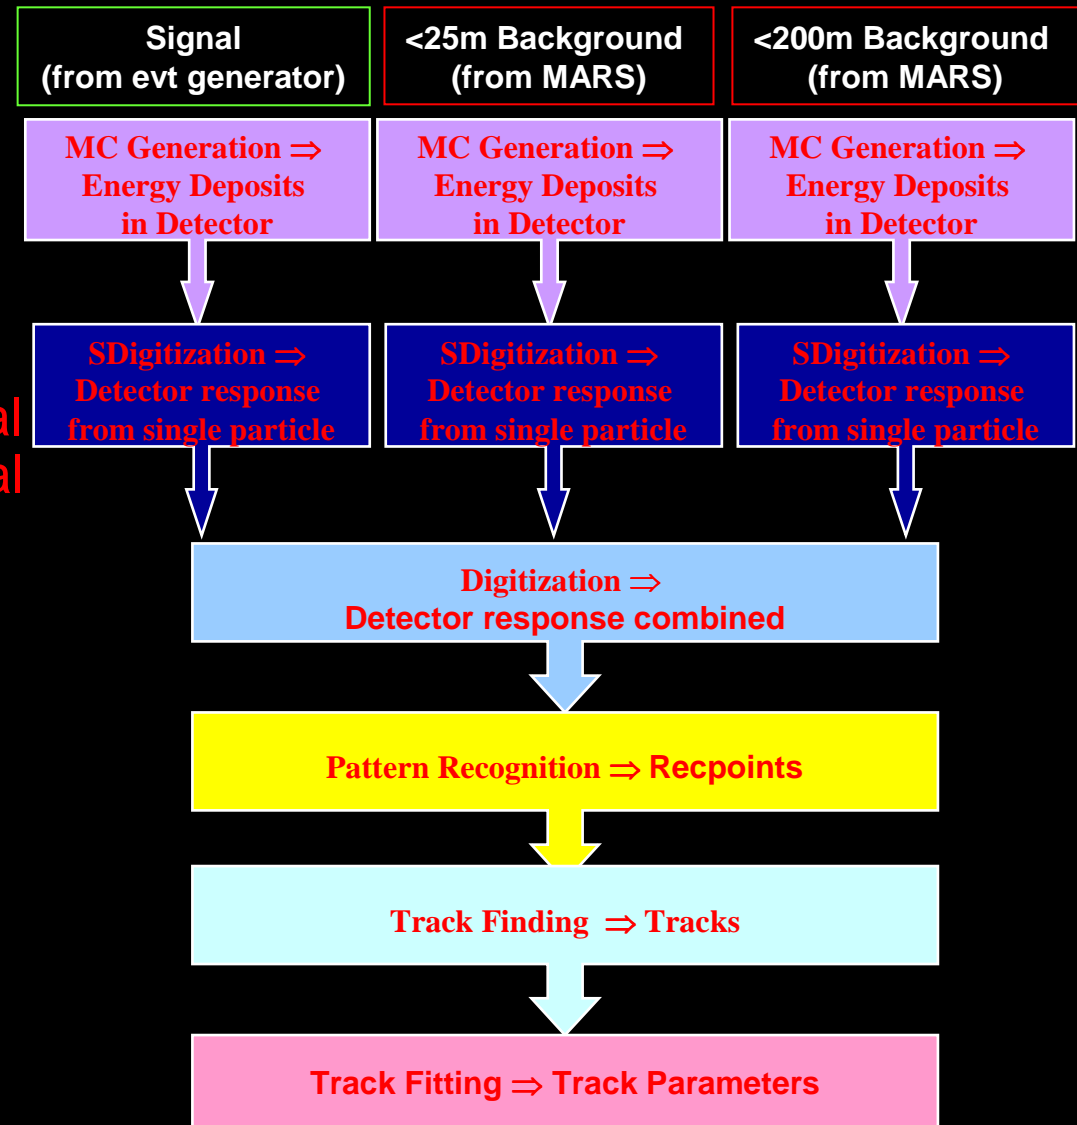 Signal
(from evt generator)
<25m Background
(from MARS)
<200m Background
(from MARS)
MC Generation ⇒
Energy Deposits
in Detector
MC Generation ⇒
Energy Deposits
in Detector
MC Generation ⇒
Energy Deposits
in Detector
SDigitization ⇒
Detector response
from single particle
SDigitization ⇒
Detector response
from single particle
SDigitization ⇒
Detector response
from single particle
Digitization ⇒
Detector response combined
Pattern Recognition ⇒ Recpoints
Track Finding ⇒ Tracks
Track Fitting ⇒ Track Parameters